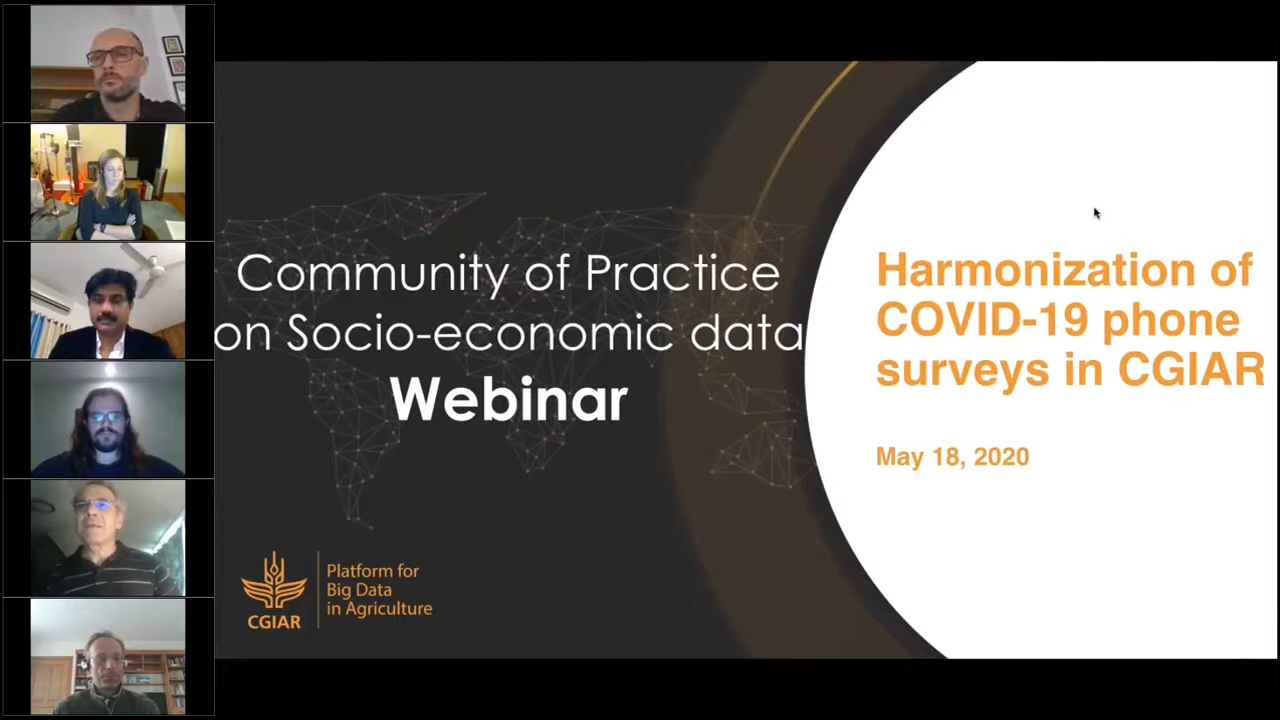 Community of Practice
on Socio-economic data
Webinar
Harmonization of
COVID-19 phone
surveys in CGIAR
May 18, 2020
CGIAR
Platform for
Big Data
in Agriculture